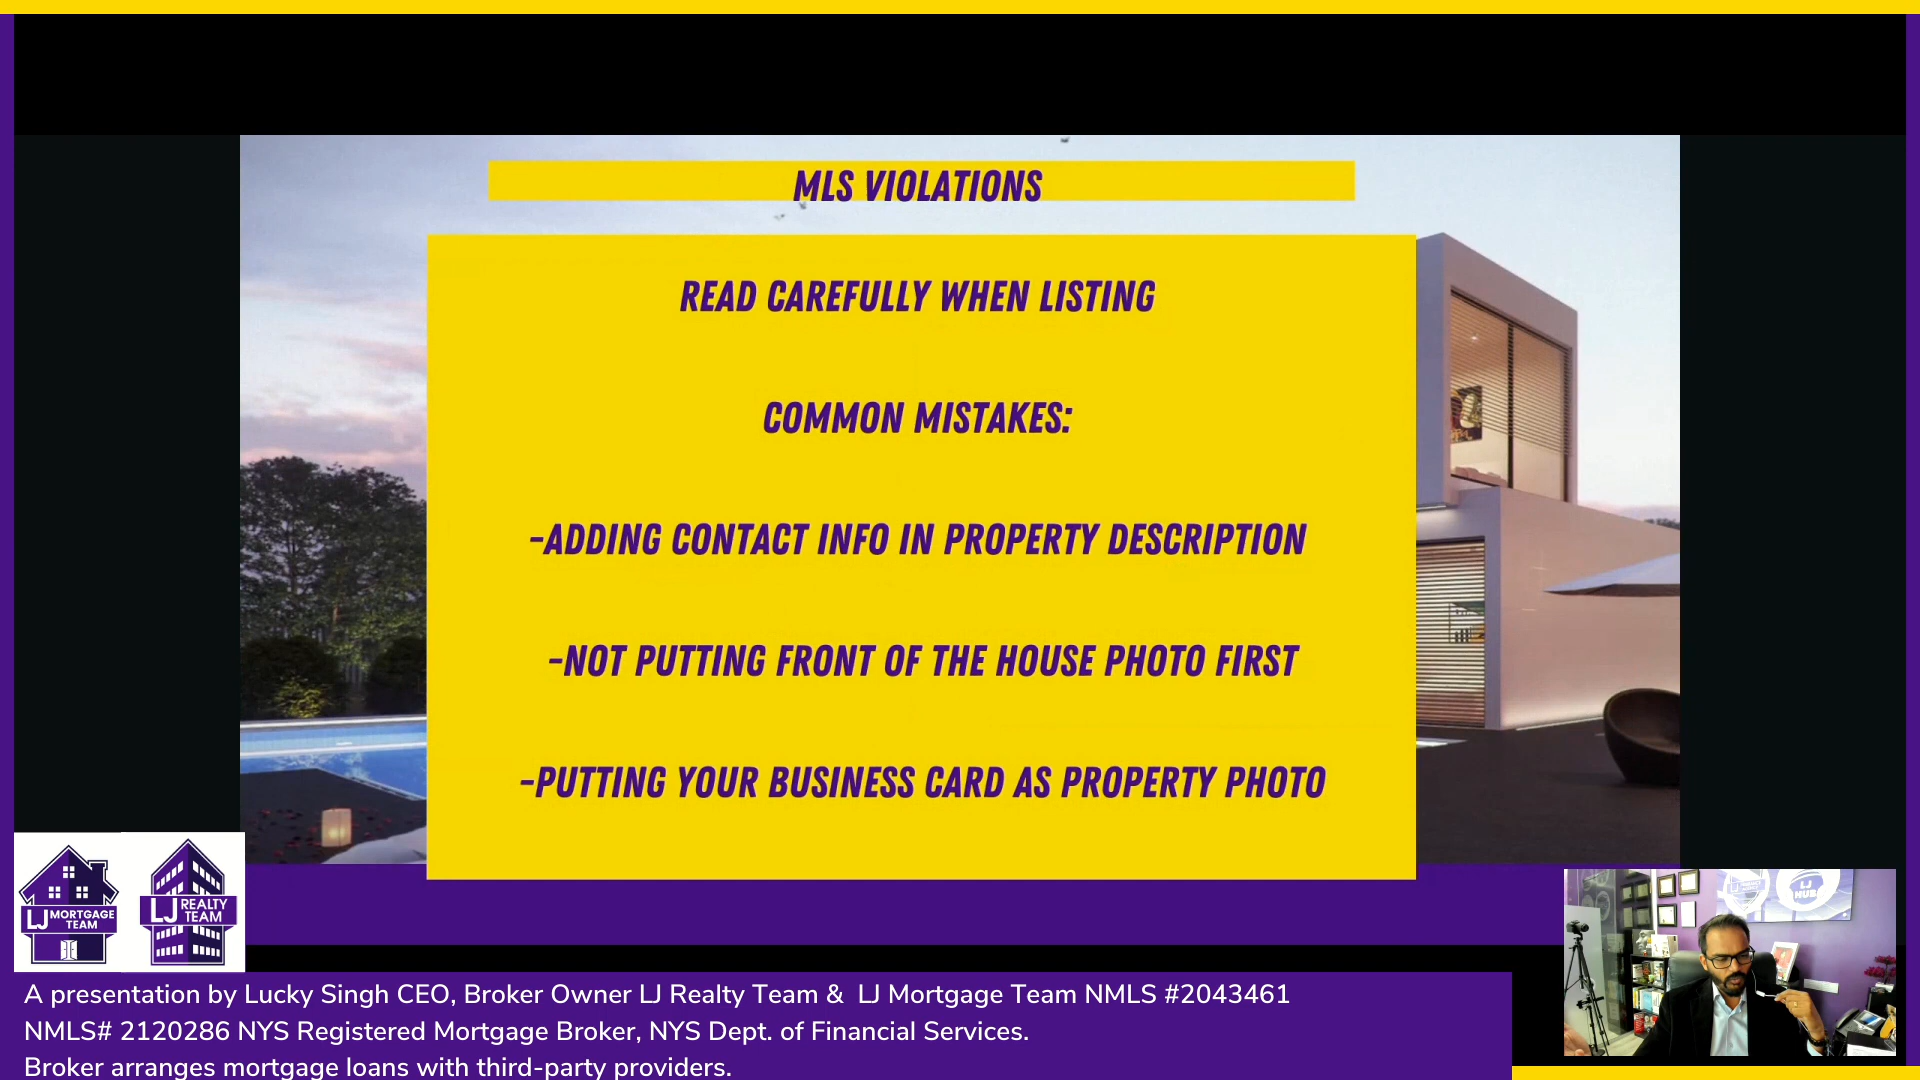 MLS VIOLATIONS
READ CAREFULLY WHEN LISTING
COMMON MISTAKES:
-ADDING CONTACT INFO IN PROPERTY DESCRIPTION
-NOT PUTTING FRONT OF THE HOUSE PHOTO FIRST
-PUTTING YOUR BUSINESS CARD AS PROPERTY PHOTO
LJ MORTGAGE TEAM
LJ REALTY TEAM
LJ HUB
A presentation by Lucky Singh CEO, Broker Owner LJ Realty Team &  LJ Mortgage Team NMLS #2043461
NMLS# 2120286 NYS Registered Mortgage Broker, NYS Dept. of Financial Services.
Broker arranges mortgage loans with third-party providers.